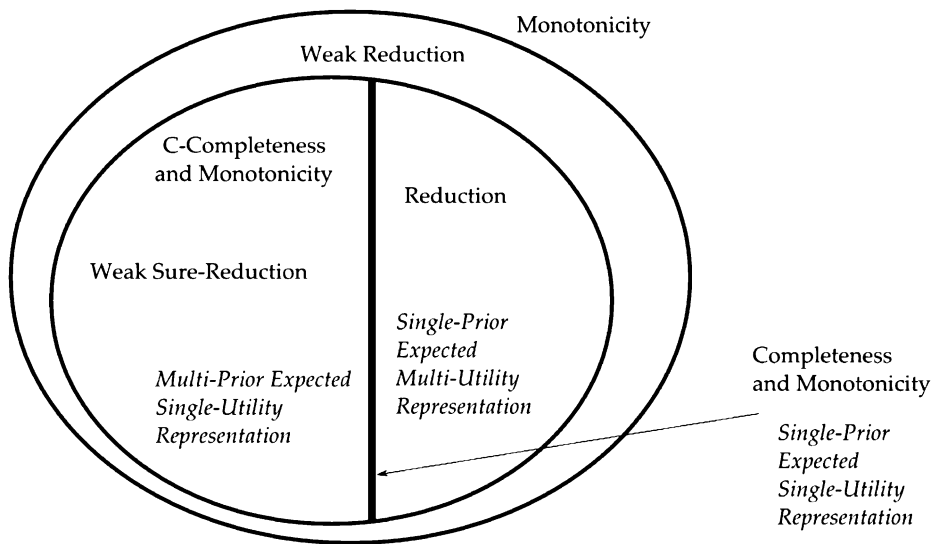 Monotonicity
Weak Reduction
C-Completeness
and Monotonicity
Reduction
Weak Sure-Reduction
Single-Prior
Expected
Multi-Utility
Representation
Multi-Prior Expected
Single-Utility
Representation
Completeness
and Monotonicity
Single-Prior
Expected
Single-Utility
Representation